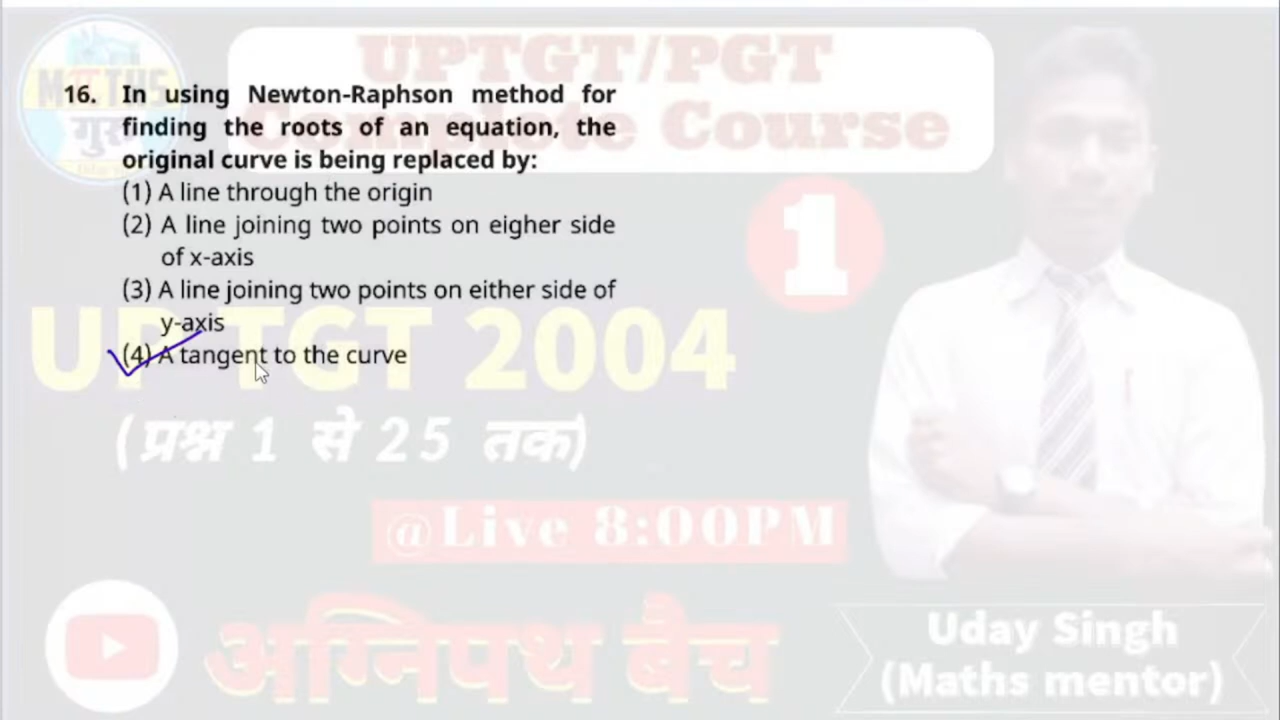 UPTGT/PGT
Complete Course
MATHS
गुरु
16. In using Newton-Raphson method for
finding the roots of an equation, the
original curve is being replaced by:
(1) A line through the origin
(2) A line joining two points on eigher side
of x-axis
(3) A line joining two points on either side of
y-axis
(4) A tangent to the curve
1
UP TGT 2004
(प्रश्न 1 से 25 तक)
@Live 8:00PM
अग्निपथ बैच
Uday Singh
(Maths mentor)